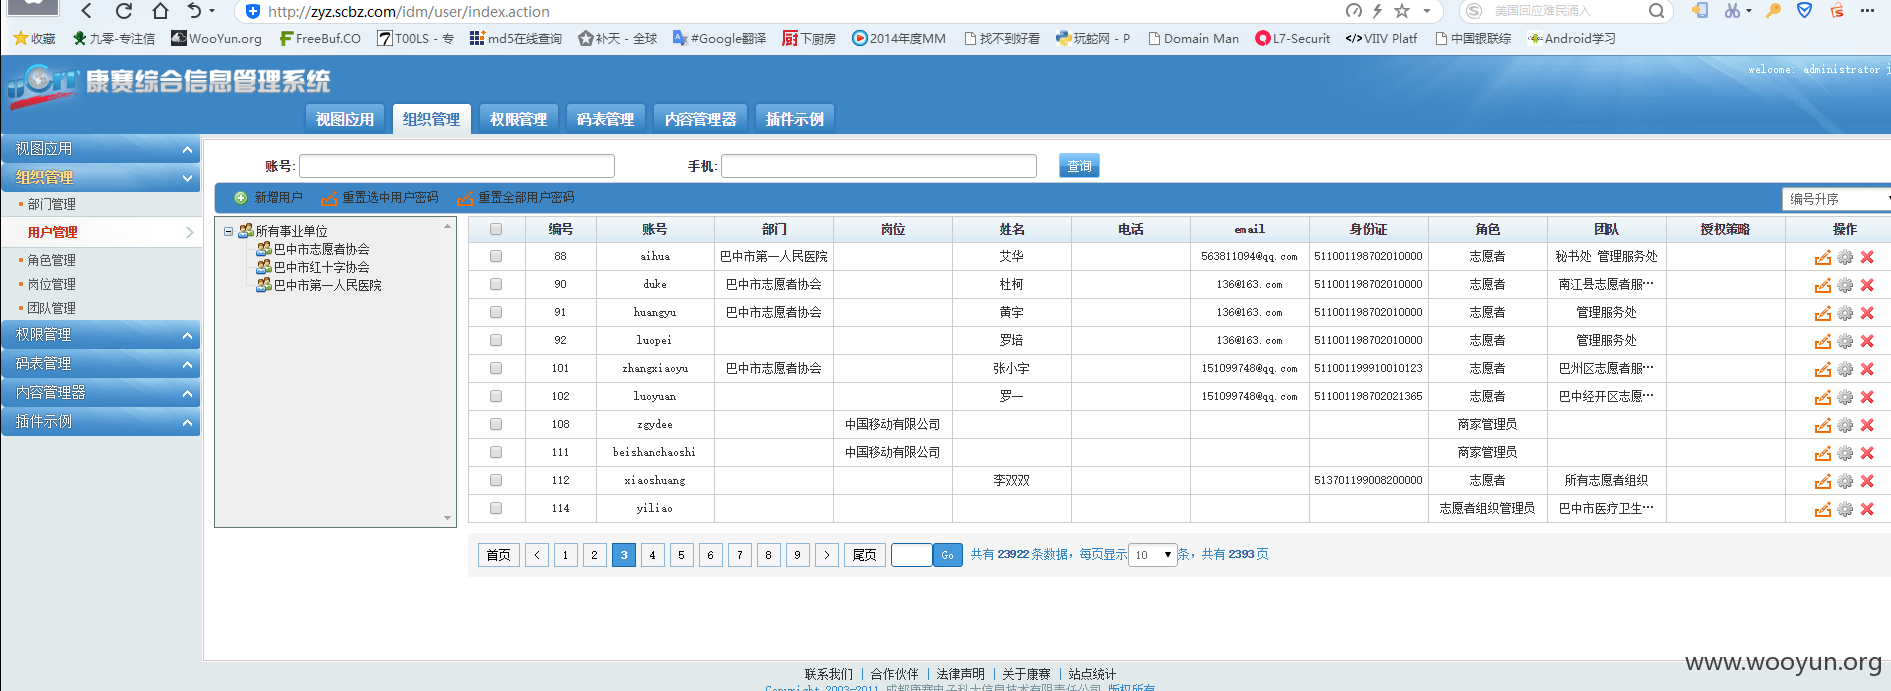 http://zyz.scbz.com/idm/user/index.action 美国回应难民涌入
收藏 九零-专注信 WooYun.org FreeBuf.CO T00LS - 专 md5在线查询 补天 - 全球 #Google翻译 下厨房 2014年度MM 找不到好看 玩蛇网 - P Domain Man L7-Securit VIIV Platf 中国银联综 Android学习
康赛综合信息管理系统
welcome: administrator
视图应用 组织管理 权限管理 码表管理 内容管理器 插件示例
视图应用
组织管理
部门管理
用户管理
角色管理
岗位管理
团队管理
权限管理
码表管理
内容管理器
插件示例
账号: 手机: 查询
新增用户 重置选中用户密码 重置全部用户密码 编号升序
所有事业单位
巴中市志愿者协会
巴中市红十字协会
巴中市第一人民医院
编号 账号 部门 岗位 姓名 电话 email 身份证 角色 团队 授权策略 操作
88 aihua 巴中市第一人民医院 艾华 563811094@qq.com 511001198702010000 志愿者 秘书处 管理服务处
90 duke 巴中市志愿者协会 杜柯 136@163.com 511001198702010000 志愿者 南江县志愿者服…
91 huangyu 巴中市志愿者协会 黄宇 136@163.com 511001198702010000 志愿者 管理服务处
92 luopei 罗培 136@163.com 511001198702010000 志愿者 管理服务处
101 zhangxiaoyu 巴中市志愿者协会 张小宇 151099748@qq.com 511001199910010123 志愿者 巴州区志愿者服…
102 luoyuan 罗一 151099748@qq.com 511001198702021365 志愿者 巴中经开区志愿…
108 zgydee 中国移动有限公司 商家管理员
111 beishanchaoshi 中国移动有限公司 商家管理员
112 xiaoshuang 李双双 513701199008200000 志愿者 所有志愿者组织
114 yiliao 志愿者组织管理员 巴中市医疗卫生…
首页 < 1 2 3 4 5 6 7 8 9 > 尾页 Go 共有 23922 条数据，每页显示 10 条，共有 2393 页
联系我们 | 合作伙伴 | 法律声明 | 关于康赛 | 站点统计
Copyright 2003-2011 成都康赛电子科大信息技术有限责任公司 版权所有
www.wooyun.org